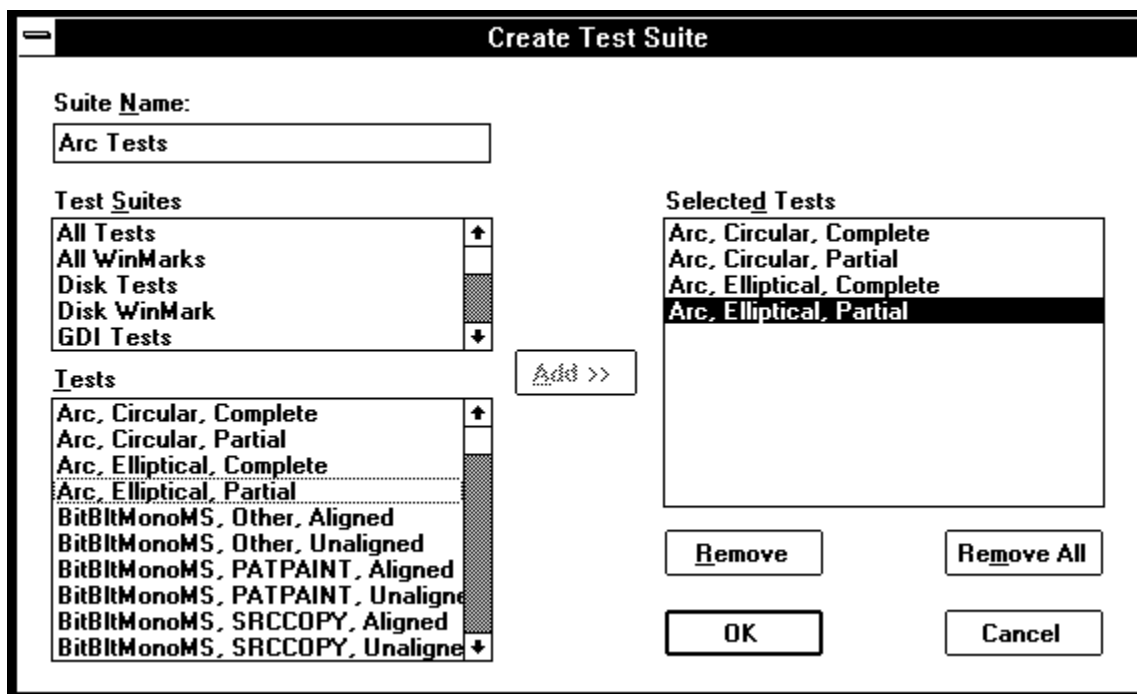 Create Test Suite
Suite Name:
Arc Tests
Test Suites
All Tests
All WinMarks
Disk Tests
Disk WinMark
GDI Tests
Tests
Arc, Circular, Complete
Arc, Circular, Partial
Arc, Elliptical, Complete
Arc, Elliptical, Partial
BitBltMonoMS, Other, Aligned
BitBltMonoMS, Other, Unaligned
BitBltMonoMS, PATPAINT, Aligned
BitBltMonoMS, PATPAINT, Unaligne
BitBltMonoMS, SRCCOPY, Aligned
BitBltMonoMS, SRCCOPY, Unaligne
Add >>
Selected Tests
Arc, Circular, Complete
Arc, Circular, Partial
Arc, Elliptical, Complete
Arc, Elliptical, Partial
Remove
Remove All
OK
Cancel